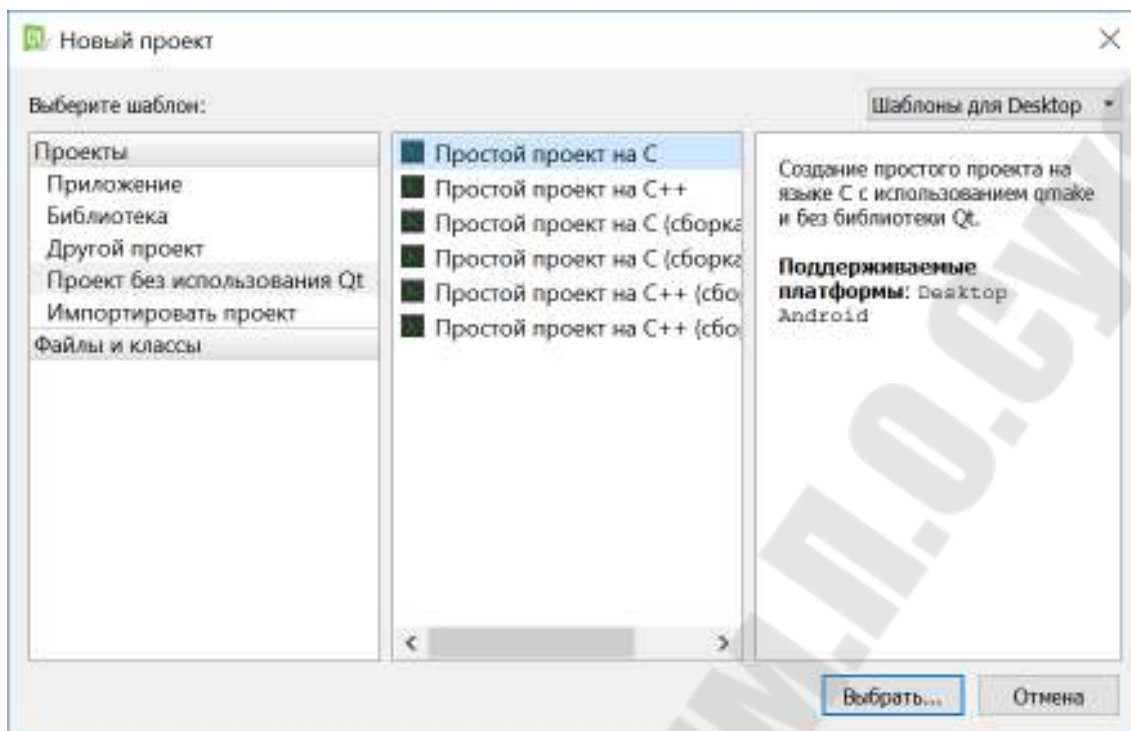 Новый проект
Выберите шаблон:
Шаблоны для Desktop
Проекты
Приложение
Библиотека
Другой проект
Проект без использования Qt
Импортировать проект
Файлы и классы
Простой проект на C
Простой проект на C++
Простой проект на C (сборка
Простой проект на C (сборка
Простой проект на C++ (сбо
Простой проект на C++ (сбо
Создание простого проекта на
языке C с использованием qmake
и без библиотеки Qt.
Поддерживаемые
платформы: Desktop
Android
Выбрать...
Отмена
им.П.О.Сухо